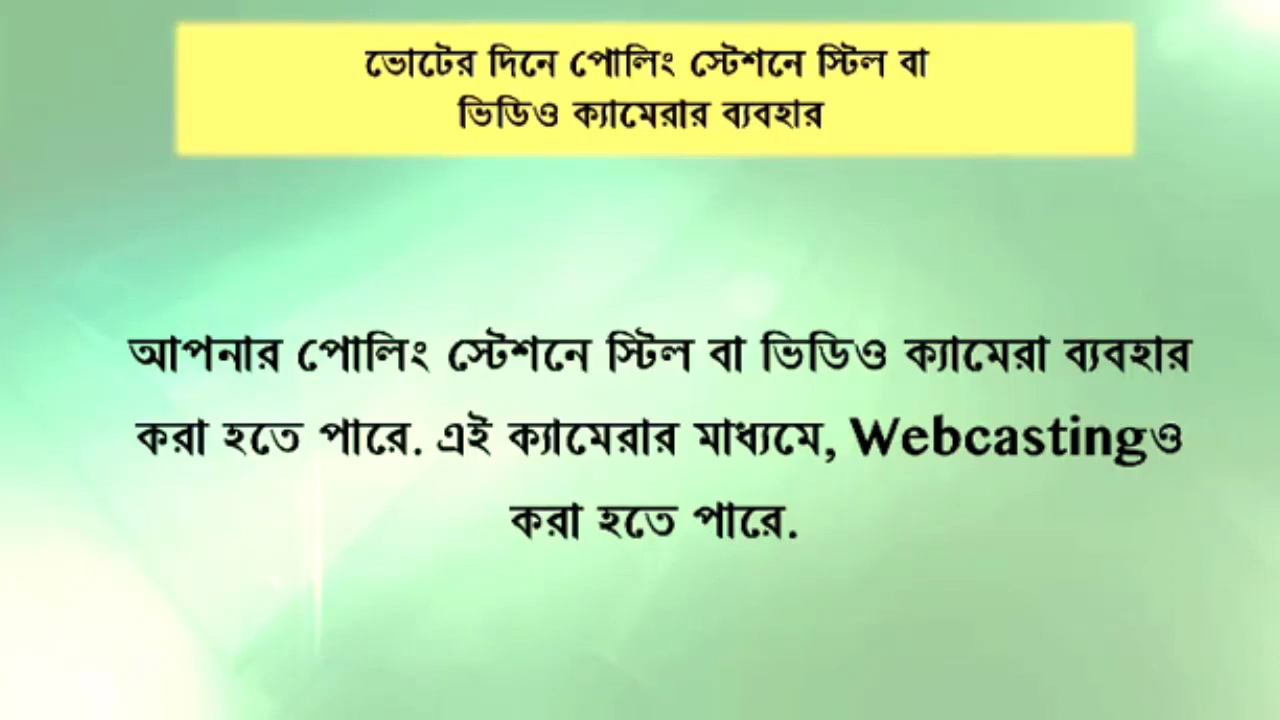 ভোটের দিনে পোলিং স্টেশনে স্টিল বা
ভিডিও ক্যামেরার ব্যবহার
আপনার পোলিং স্টেশনে স্টিল বা ভিডিও ক্যামেরা ব্যবহার
করা হতে পারে. এই ক্যামেরার মাধ্যমে, Webcastingও
করা হতে পারে.